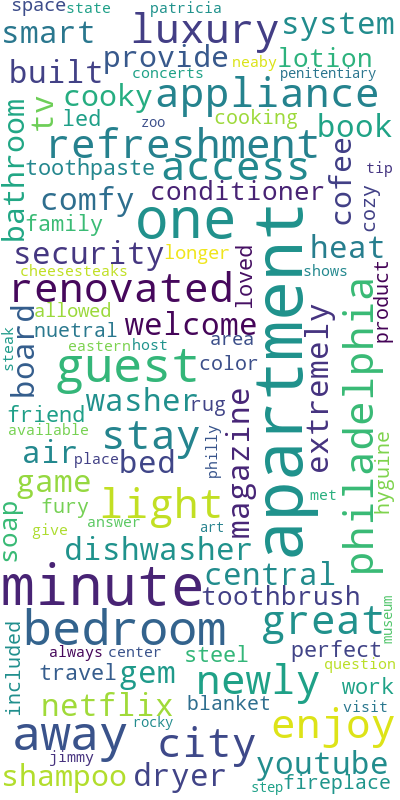 space state patricia
smart luxury system
built provide lotion
concerts neaby penitentiary
cooky appliance
tv led zoo cooking book
bathroom refreshment
toothpaste access cofee tip
comfy conditioner cozy
family one
security longer heat
cheesesteaks loved shows product
renovated apartment
allowed extremely philadelphia
board nuetral welcome area
steak eastern host
guest color
washer rug magazine
friend stay
available philly hyguine
air place bed
game light met
soap fury answer art
give dishwasher
minute central
toothbrush
bedroom great museum
included always center steel perfect
travel gem newly question
netflix blanket work
away rocky city enjoy visit
jimmy youtube
shampoo dryer step fireplace